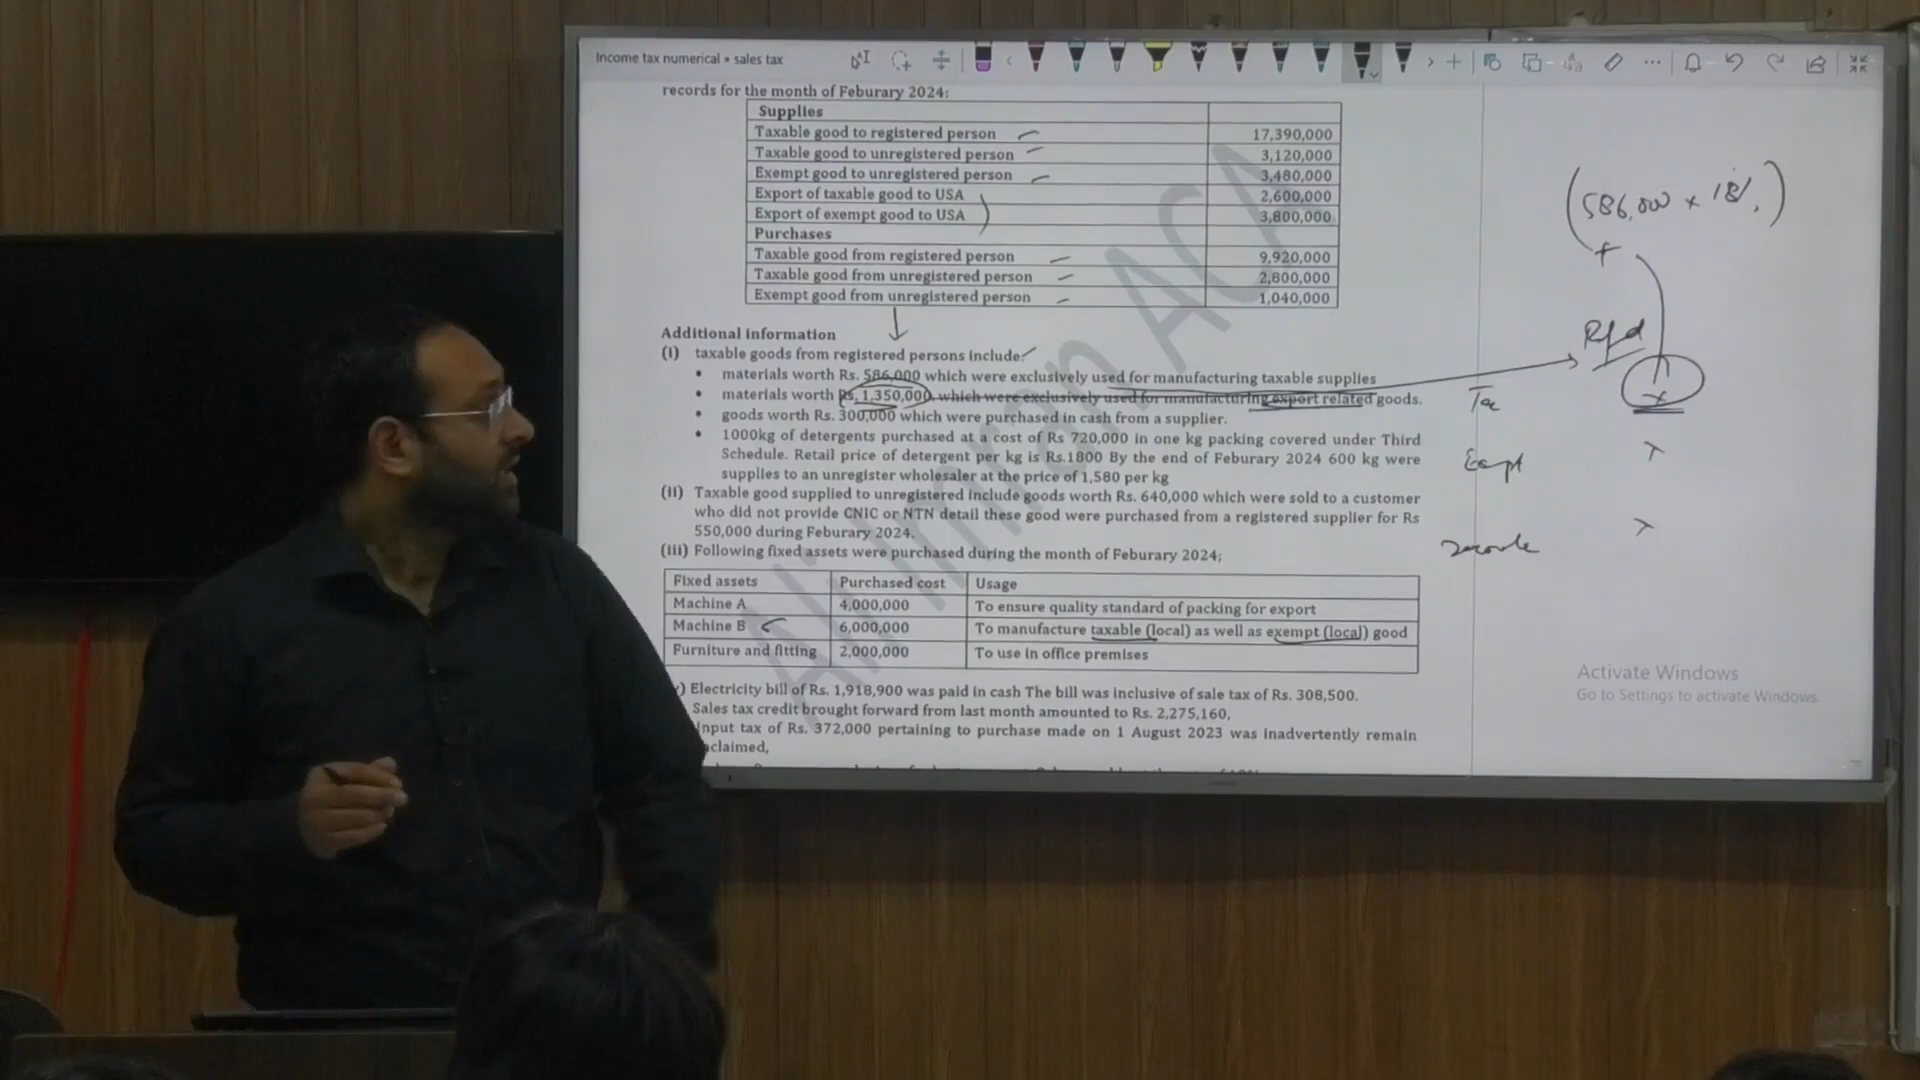 Income tax numerical • sales tax
records for the month of Feburary 2024:
Supplies
Taxable good to registered person 17,390,000
Taxable good to unregistered person 3,120,000
Exempt good to unregistered person 3,480,000
Export of taxable good to USA 2,600,000
Export of exempt good to USA 3,800,000
Purchases
Taxable good from registered person 9,920,000
Taxable good from unregistered person 2,800,000
Exempt good from unregistered person 1,040,000
(586,000 x 18%)
Additional information
(i) taxable goods from registered persons include:
• materials worth Rs. 586,000 which were exclusively used for manufacturing taxable supplies
• materials worth Rs. 1,350,000 which were exclusively used for manufacturing export related goods.
• goods worth Rs. 300,000 which were purchased in cash from a supplier.
• 1000kg of detergents purchased at a cost of Rs 720,000 in one kg packing covered under Third
Schedule. Retail price of detergent per kg is Rs.1800 By the end of Feburary 2024 600 kg were
supplies to an unregister wholesaler at the price of 1,580 per kg
(ii) Taxable good supplied to unregistered include goods worth Rs. 640,000 which were sold to a customer
who did not provide CNIC or NTN detail these good were purchased from a registered supplier for Rs
550,000 during Feburary 2024.
(iii) Following fixed assets were purchased during the month of Feburary 2024;
Fixed assets Purchased cost Usage
Machine A 4,000,000 To ensure quality standard of packing for export
Machine B 6,000,000 To manufacture taxable (local) as well as exempt (local) good
Furniture and fitting 2,000,000 To use in office premises
) Electricity bill of Rs. 1,918,900 was paid in cash The bill was inclusive of sale tax of Rs. 308,500.
Sales tax credit brought forward from last month amounted to Rs. 2,275,160,
input tax of Rs. 372,000 pertaining to purchase made on 1 August 2023 was inadvertently remain
claimed,
Ali Imran ACA
Activate Windows
Go to Settings to activate Windows.